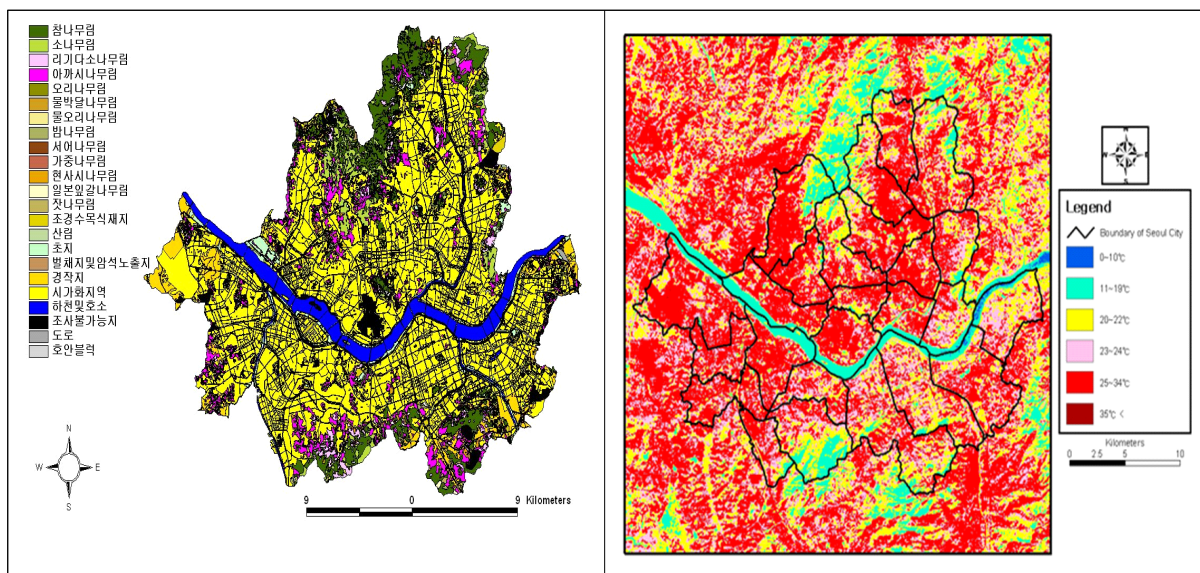 참나무림
소나무림
리기다소나무림
아까시나무림
오리나무림
물박달나무림
물오리나무림
밤나무림
서어나무림
가중나무림
현사시나무림
일본잎갈나무림
잣나무림
조경수목식재지
산림
초지
벌채지및암석노출지
경작지
시가화지역
하천및호소
조사불가능지
도로
호안블럭
N
W E
S
9 0 9 Kilometers
N
W E
S
Legend
Boundary of Seoul City
0~10℃
11~19℃
20~22℃
23~24℃
25~34℃
35℃ <
Kilometers
0 2.5 5 10